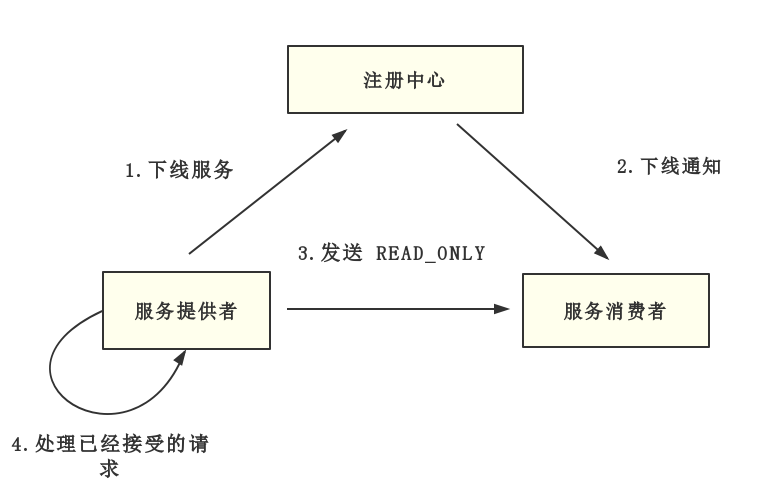 注册中心
1.下线服务
2.下线通知
3.发送 READ_ONLY
服务提供者
服务消费者
4.处理已经接受的请
求